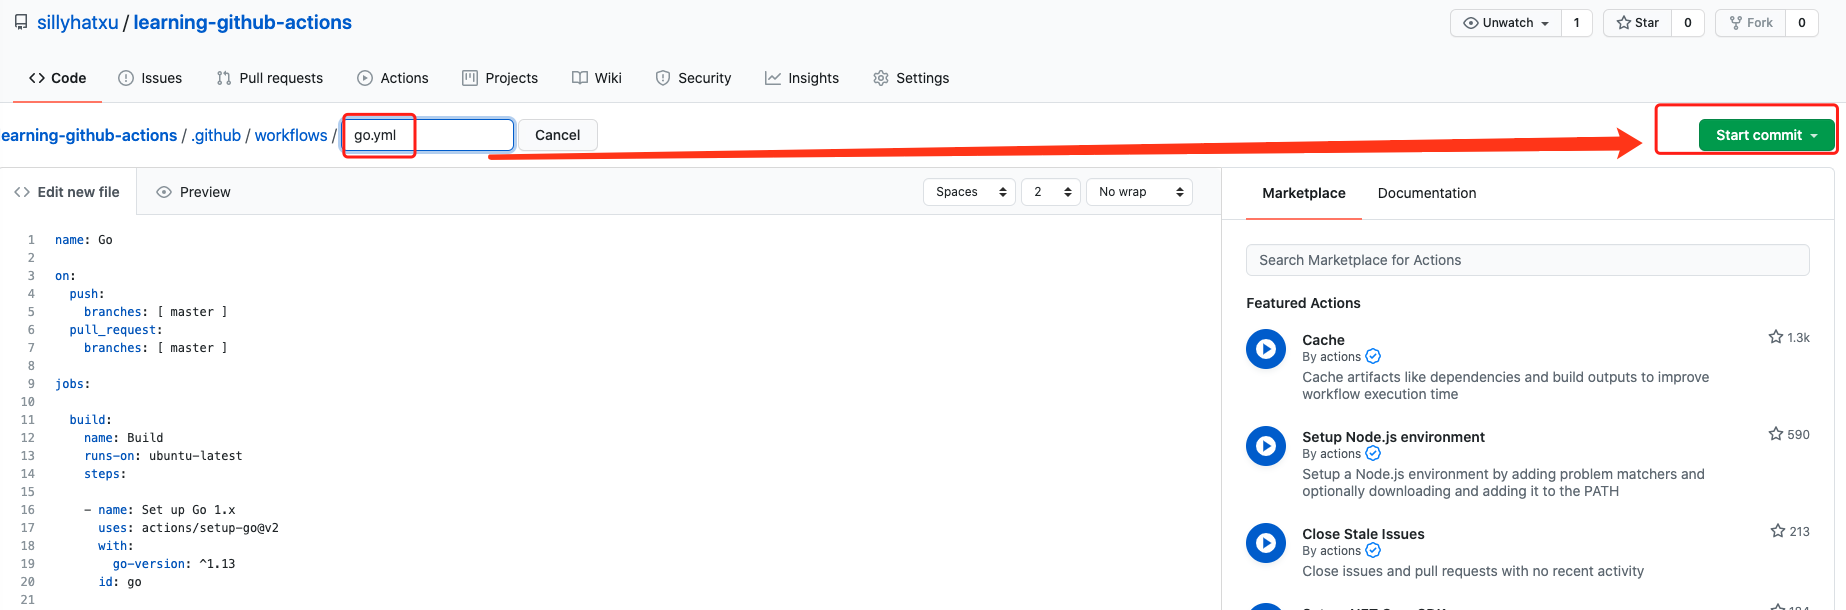 sillyhatxu / learning-github-actions
Unwatch 1 Star 0 Fork 0
Code Issues Pull requests Actions Projects Wiki Security Insights Settings
earning-github-actions / .github / workflows / go.yml Cancel Start commit
Edit new file Preview Spaces 2 No wrap
1 name: Go
2
3 on:
4 push:
5 branches: [ master ]
6 pull_request:
7 branches: [ master ]
8
9 jobs:
10
11 build:
12 name: Build
13 runs-on: ubuntu-latest
14 steps:
15
16 - name: Set up Go 1.x
17 uses: actions/setup-go@v2
18 with:
19 go-version: ^1.13
20 id: go
21
Marketplace Documentation
Search Marketplace for Actions
Featured Actions
Cache 1.3k
By actions
Cache artifacts like dependencies and build outputs to improve
workflow execution time
Setup Node.js environment 590
By actions
Setup a Node.js environment by adding problem matchers and
optionally downloading and adding it to the PATH
Close Stale Issues 213
By actions
Close issues and pull requests with no recent activity